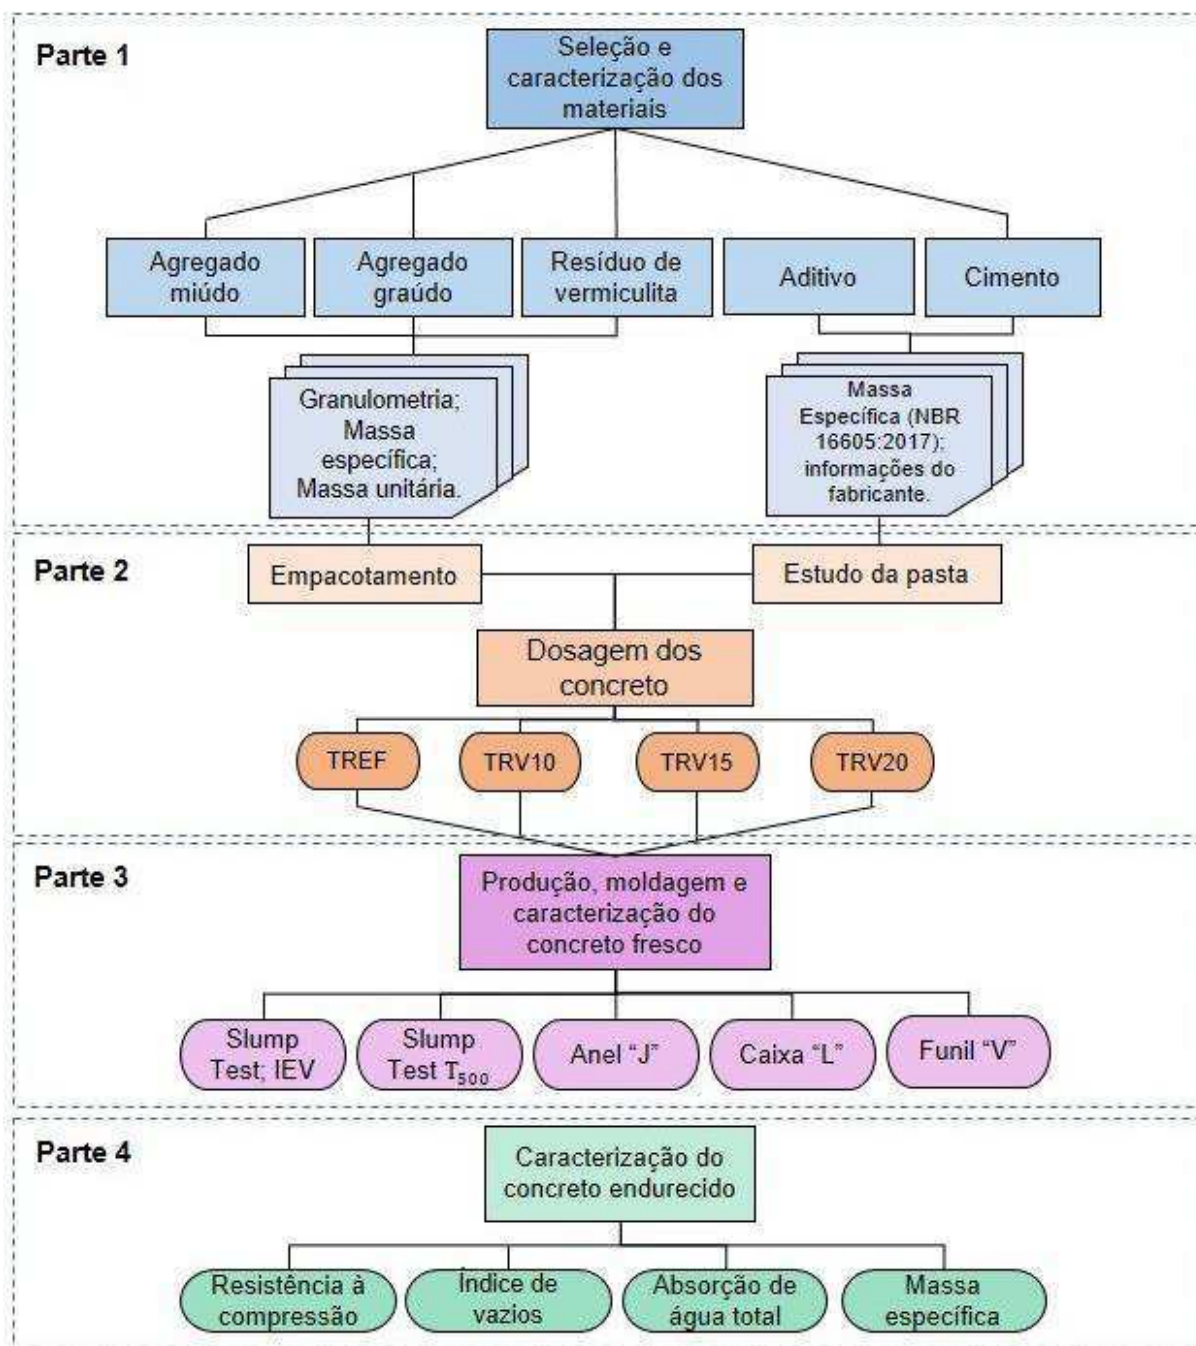 Parte 1
Seleção e
caracterização dos
materiais
Agregado
miúdo
Agregado
graúdo
Resíduo de
vermiculita
Aditivo
Cimento
Granulometria;
Massa
específica;
Massa unitária.
Massa
Específica (NBR
16605:2017);
informações do
fabricante.
Parte 2
Empacotamento
Estudo da pasta
Dosagem dos
concreto
TREF
TRV10
TRV15
TRV20
Parte 3
Produção, moldagem e
caracterização do
concreto fresco
Slump
Test; IEV
Slump
Test T₅₀₀
Anel “J”
Caixa “L”
Funil “V”
Parte 4
Caracterização do
concreto endurecido
Resistência à
compressão
Índice de
vazios
Absorção de
água total
Massa
específica